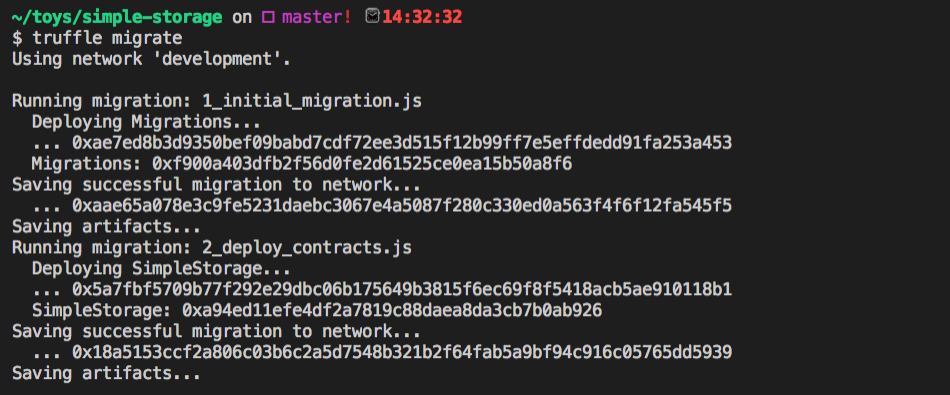 ~/toys/simple-storage on master! 14:32:32
$ truffle migrate
Using network 'development'.
Running migration: 1_initial_migration.js
Deploying Migrations...
... 0xae7ed8b3d9350bef09babd7cdf72ee3d515f12b99ff7e5effdedd91fa253a453
Migrations: 0xf900a403dfb2f56d0fe2d61525ce0ea15b50a8f6
Saving successful migration to network...
... 0xaae65a078e3c9fe5231daebc3067e4a5087f280c330ed0a563f4f6f12fa545f5
Saving artifacts...
Running migration: 2_deploy_contracts.js
Deploying SimpleStorage...
... 0x5a7fbf5709b77f292e29dbc06b175649b3815f6ec69f8f5418acb5ae910118b1
SimpleStorage: 0xa94ed11efe4df2a7819c88daea8da3cb7b0ab926
Saving successful migration to network...
... 0x18a5153ccf2a806c03b6c2a5d7548b321b2f64fab5a9bf94c916c05765dd5939
Saving artifacts...